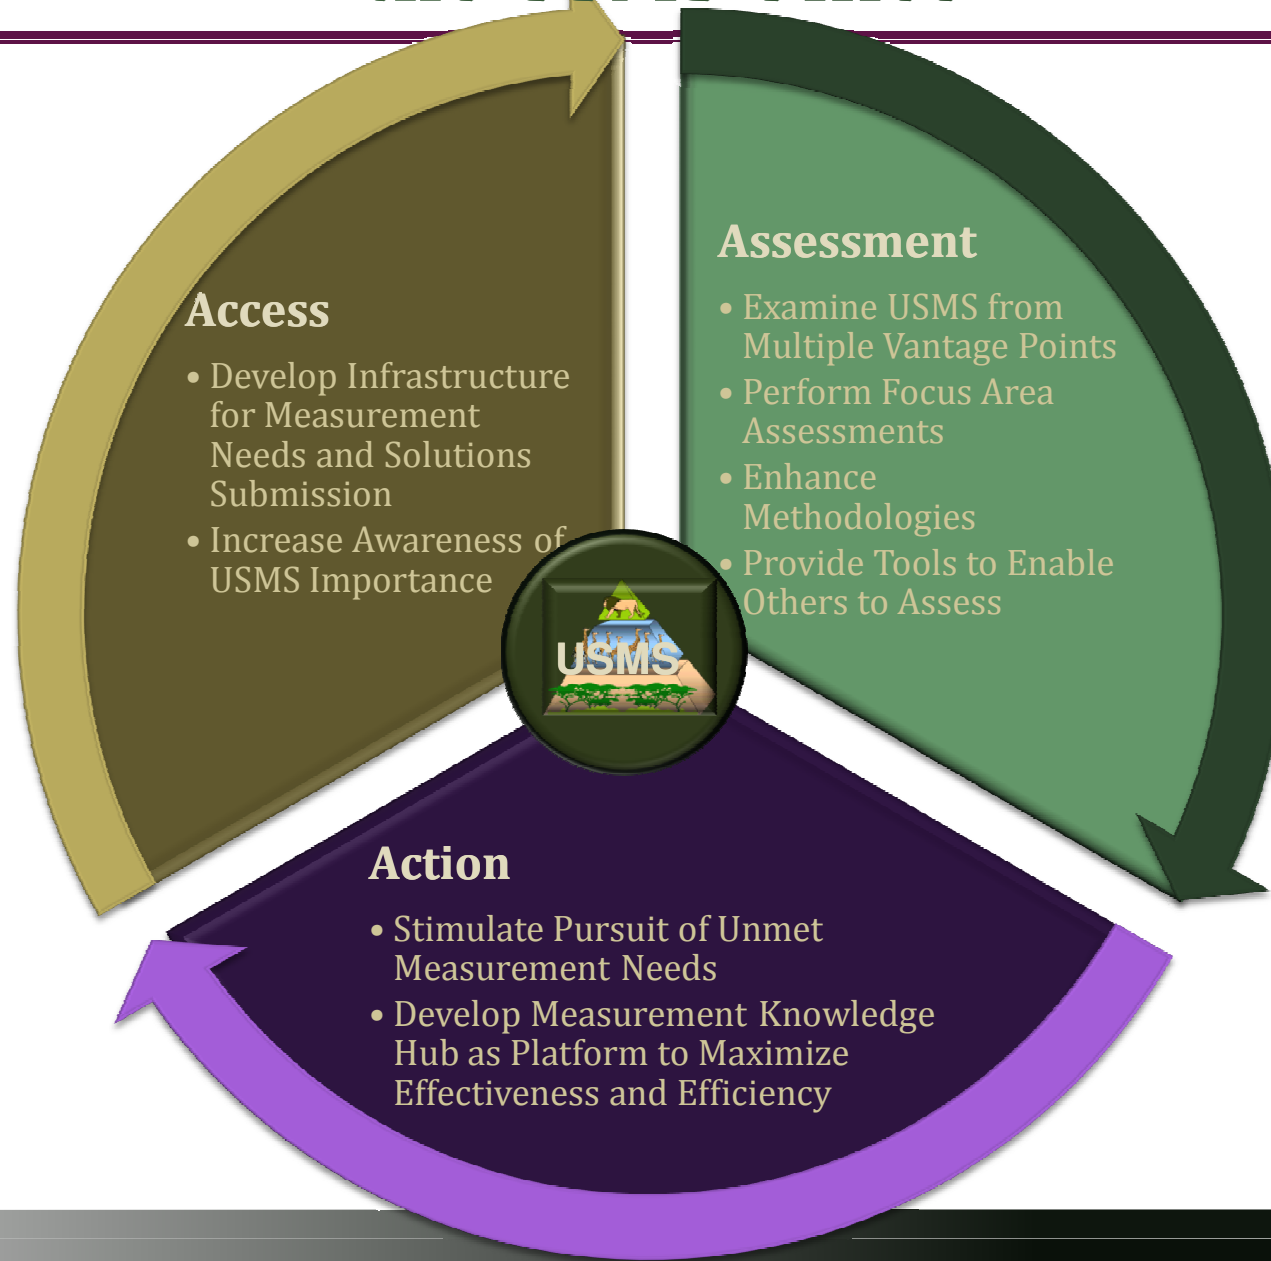 Access
• Develop Infrastructure
for Measurement
Needs and Solutions
Submission
• Increase Awareness of
USMS Importance
Assessment
• Examine USMS from
Multiple Vantage Points
• Perform Focus Area
Assessments
• Enhance
Methodologies
• Provide Tools to Enable
Others to Assess
USMS
Action
• Stimulate Pursuit of Unmet
Measurement Needs
• Develop Measurement Knowledge
Hub as Platform to Maximize
Effectiveness and Efficiency